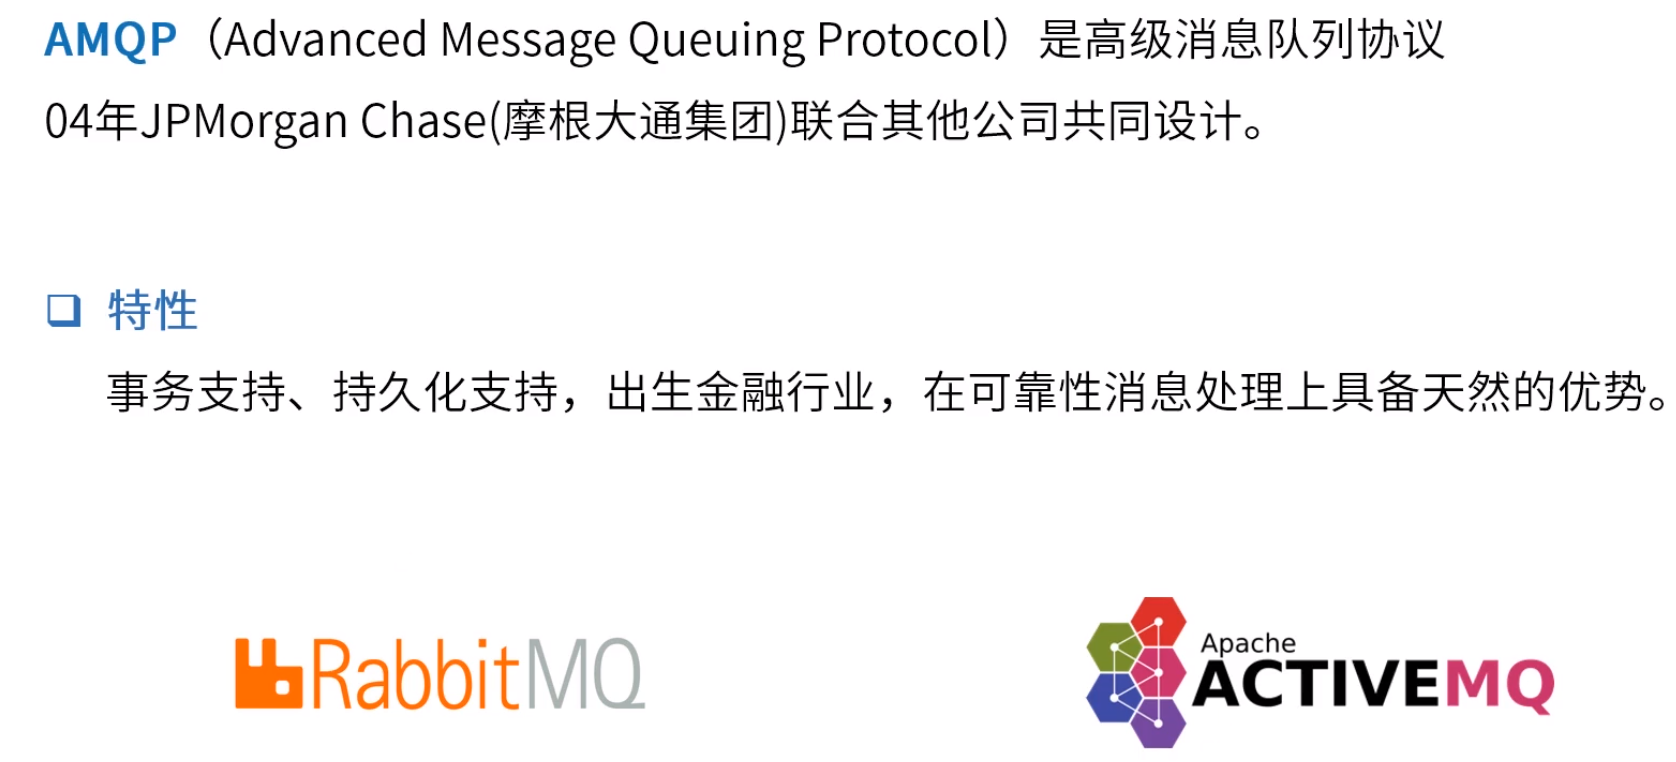 AMQP（Advanced Message Queuing Protocol）是高级消息队列协议
04年JPMorgan Chase(摩根大通集团)联合其他公司共同设计。
特性
事务支持、持久化支持，出生金融行业，在可靠性消息处理上具备天然的优势。
RabbitMQ
Apache
ACTIVEMQ